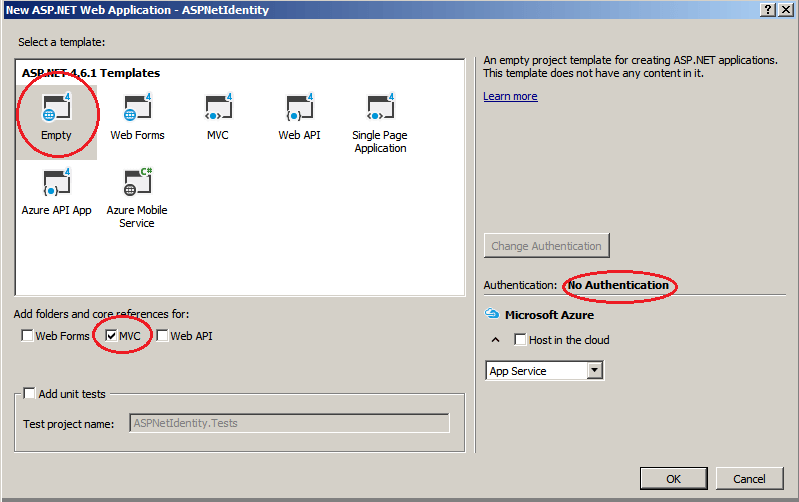 New ASP.NET Web Application - ASPNetIdentity
Select a template:
ASP.NET 4.6.1 Templates
4
Empty
4
Web Forms
4
MVC
4
Web API
4
Single Page
Application
4
Azure API App
C#
Azure Mobile
Service
An empty project template for creating ASP.NET applications.
This template does not have any content in it.
Learn more
Change Authentication
Authentication: No Authentication
Microsoft Azure
Host in the cloud
App Service
Add folders and core references for:
Web Forms MVC Web API
Add unit tests
Test project name: ASPNetIdentity.Tests
OK Cancel